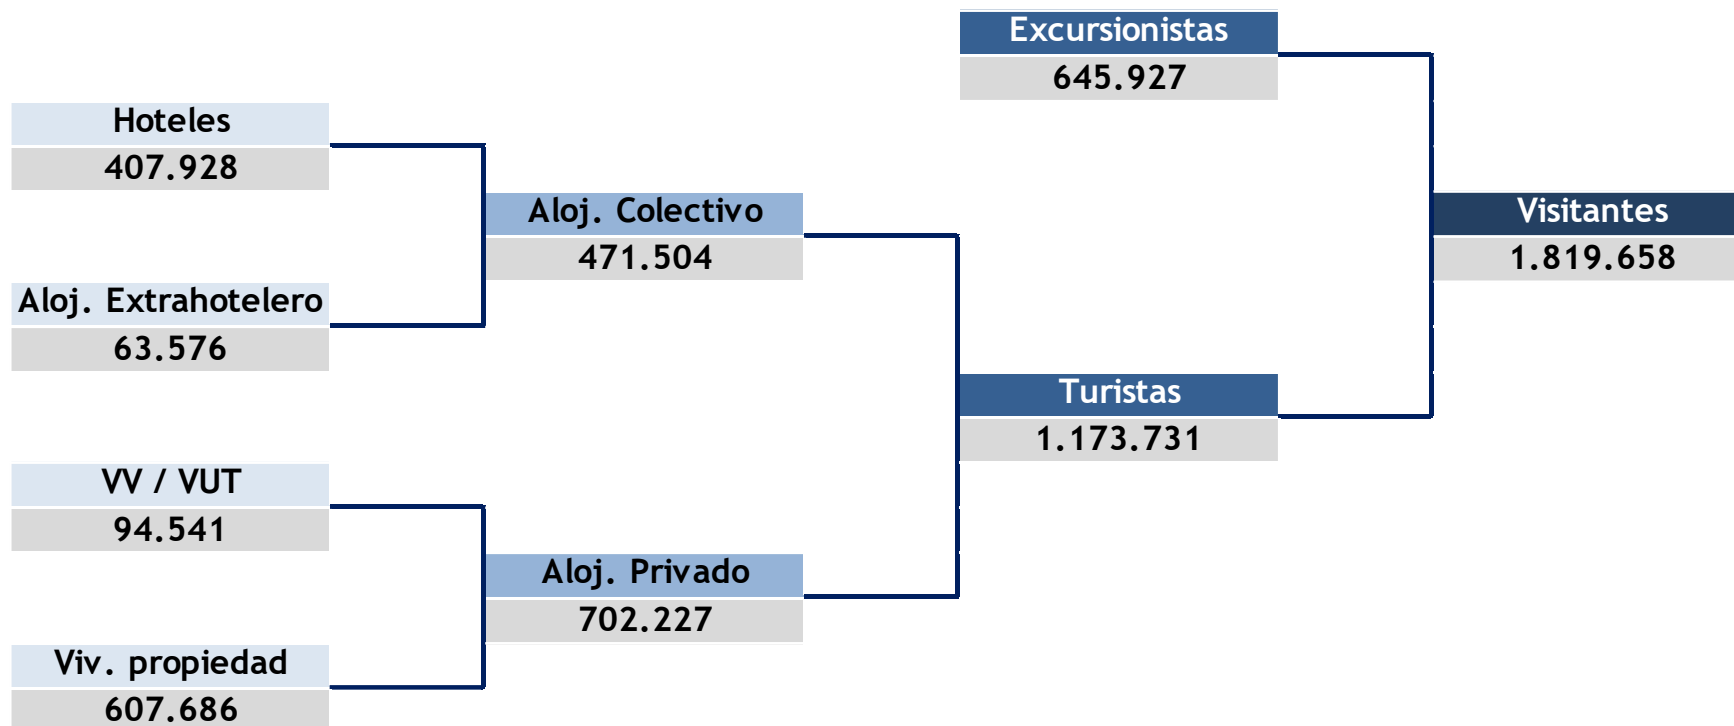 Excursionistas
645.927
Hoteles
407.928
Aloj. Colectivo
471.504
Visitantes
1.819.658
Aloj. Extrahotelero
63.576
Turistas
1.173.731
VV / VUT
94.541
Aloj. Privado
702.227
Viv. propiedad
607.686